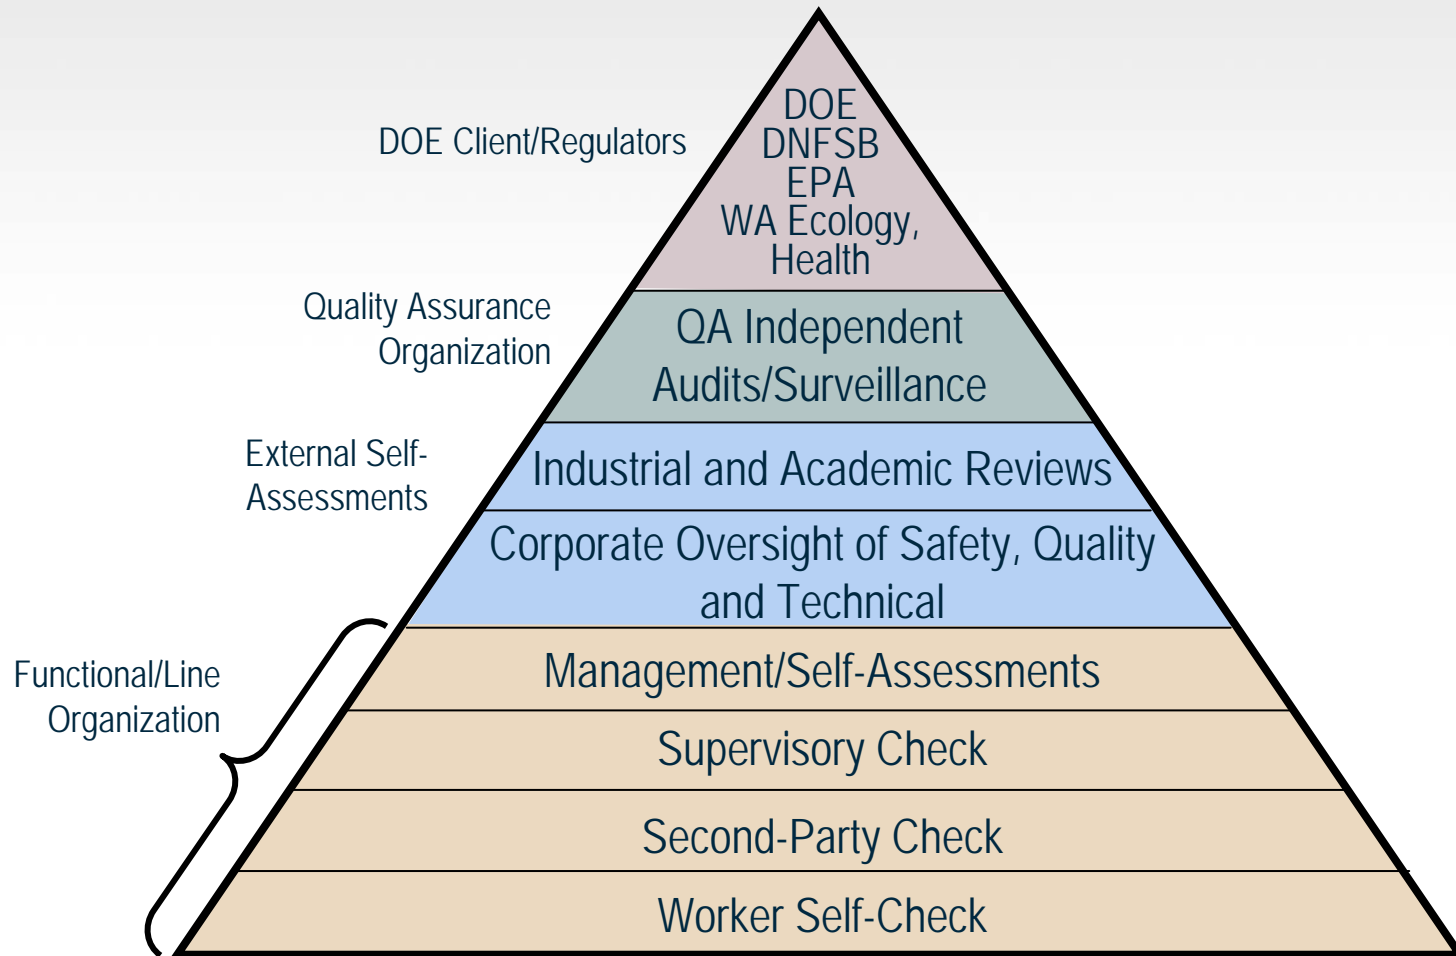 DOE Client/Regulators
DOE
DNFSB
EPA
WA Ecology,
Health
Quality Assurance
Organization
QA Independent
Audits/Surveillance
External Self-
Assessments
Industrial and Academic Reviews
Corporate Oversight of Safety, Quality
and Technical
Functional/Line
Organization
Management/Self-Assessments
Supervisory Check
Second-Party Check
Worker Self-Check